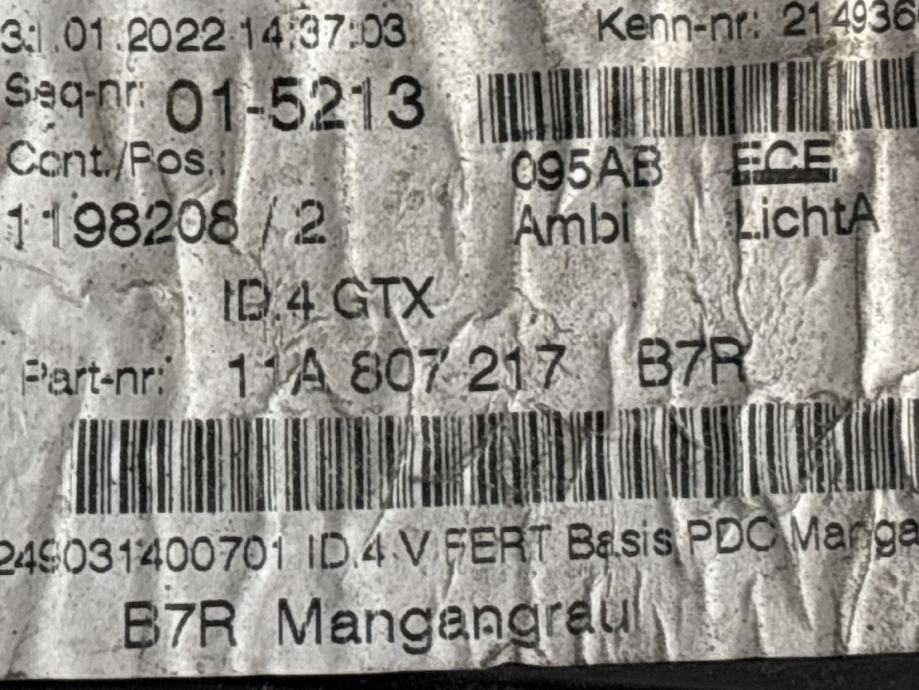 31.01.2022 14:37:03 Kenn-nr: 214936
Seq-nr: 01-5213
Cont./Pos.: 095AB ECE
1198208 / 2 Ambi LichtA
ID.4 GTX
Part-nr: 11A 807 217 B7R
249031400701 ID.4 V FERT Basis PDC Manga
B7R Mangangrau